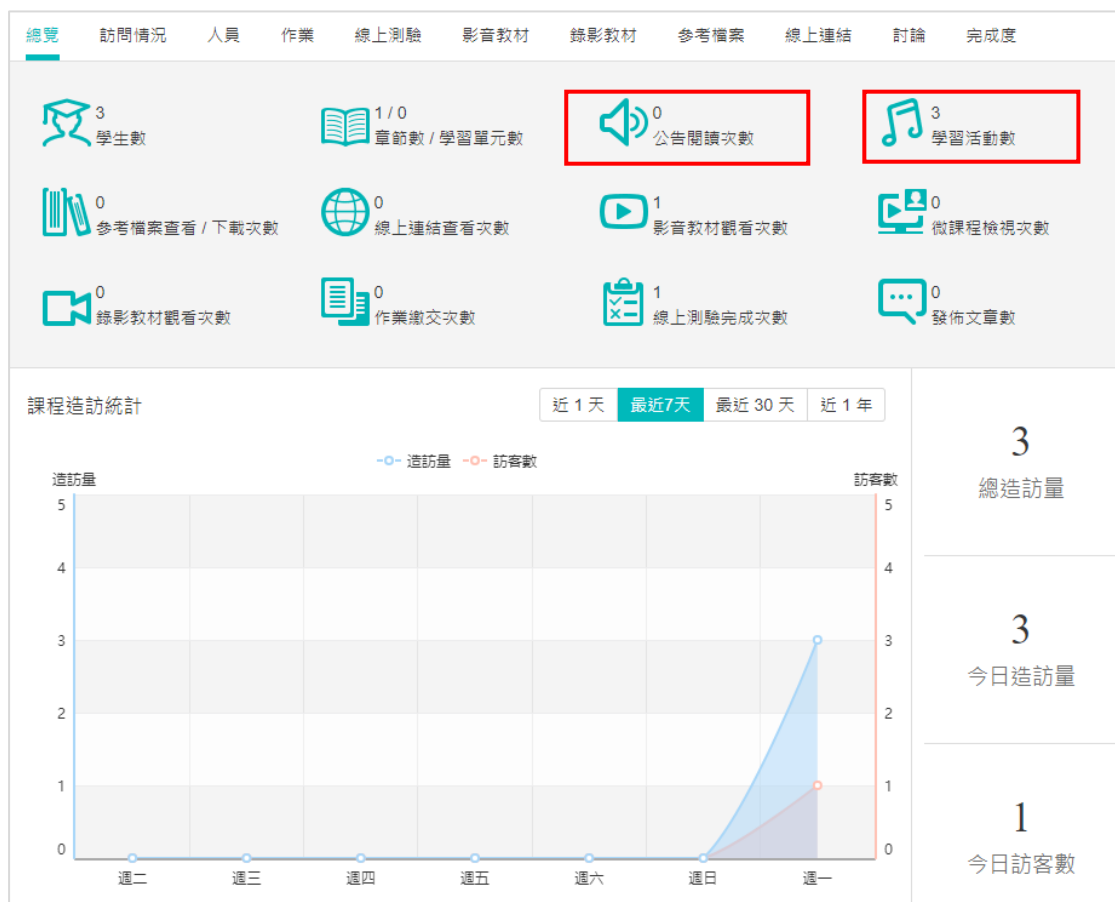 總覽 訪問情況 人員 作業 線上測驗 影音教材 錄影教材 參考檔案 線上連結 討論 完成度
3
學生數
1 / 0
章節數 / 學習單元數
0
公告閱讀次數
3
學習活動數
0
參考檔案查看 / 下載次數
0
線上連結查看次數
1
影音教材觀看次數
0
微課程檢視次數
0
錄影教材觀看次數
0
作業繳交次數
1
線上測驗完成次數
0
發佈文章數
課程造訪統計
近 1 天 最近7天 最近 30 天 近 1 年
造訪量 訪客數
造訪量 訪客數
5 5
4 4
3 3
2 2
1 1
0 0
週二 週三 週四 週五 週六 週日 週一
3
總造訪量
3
今日造訪量
1
今日訪客數